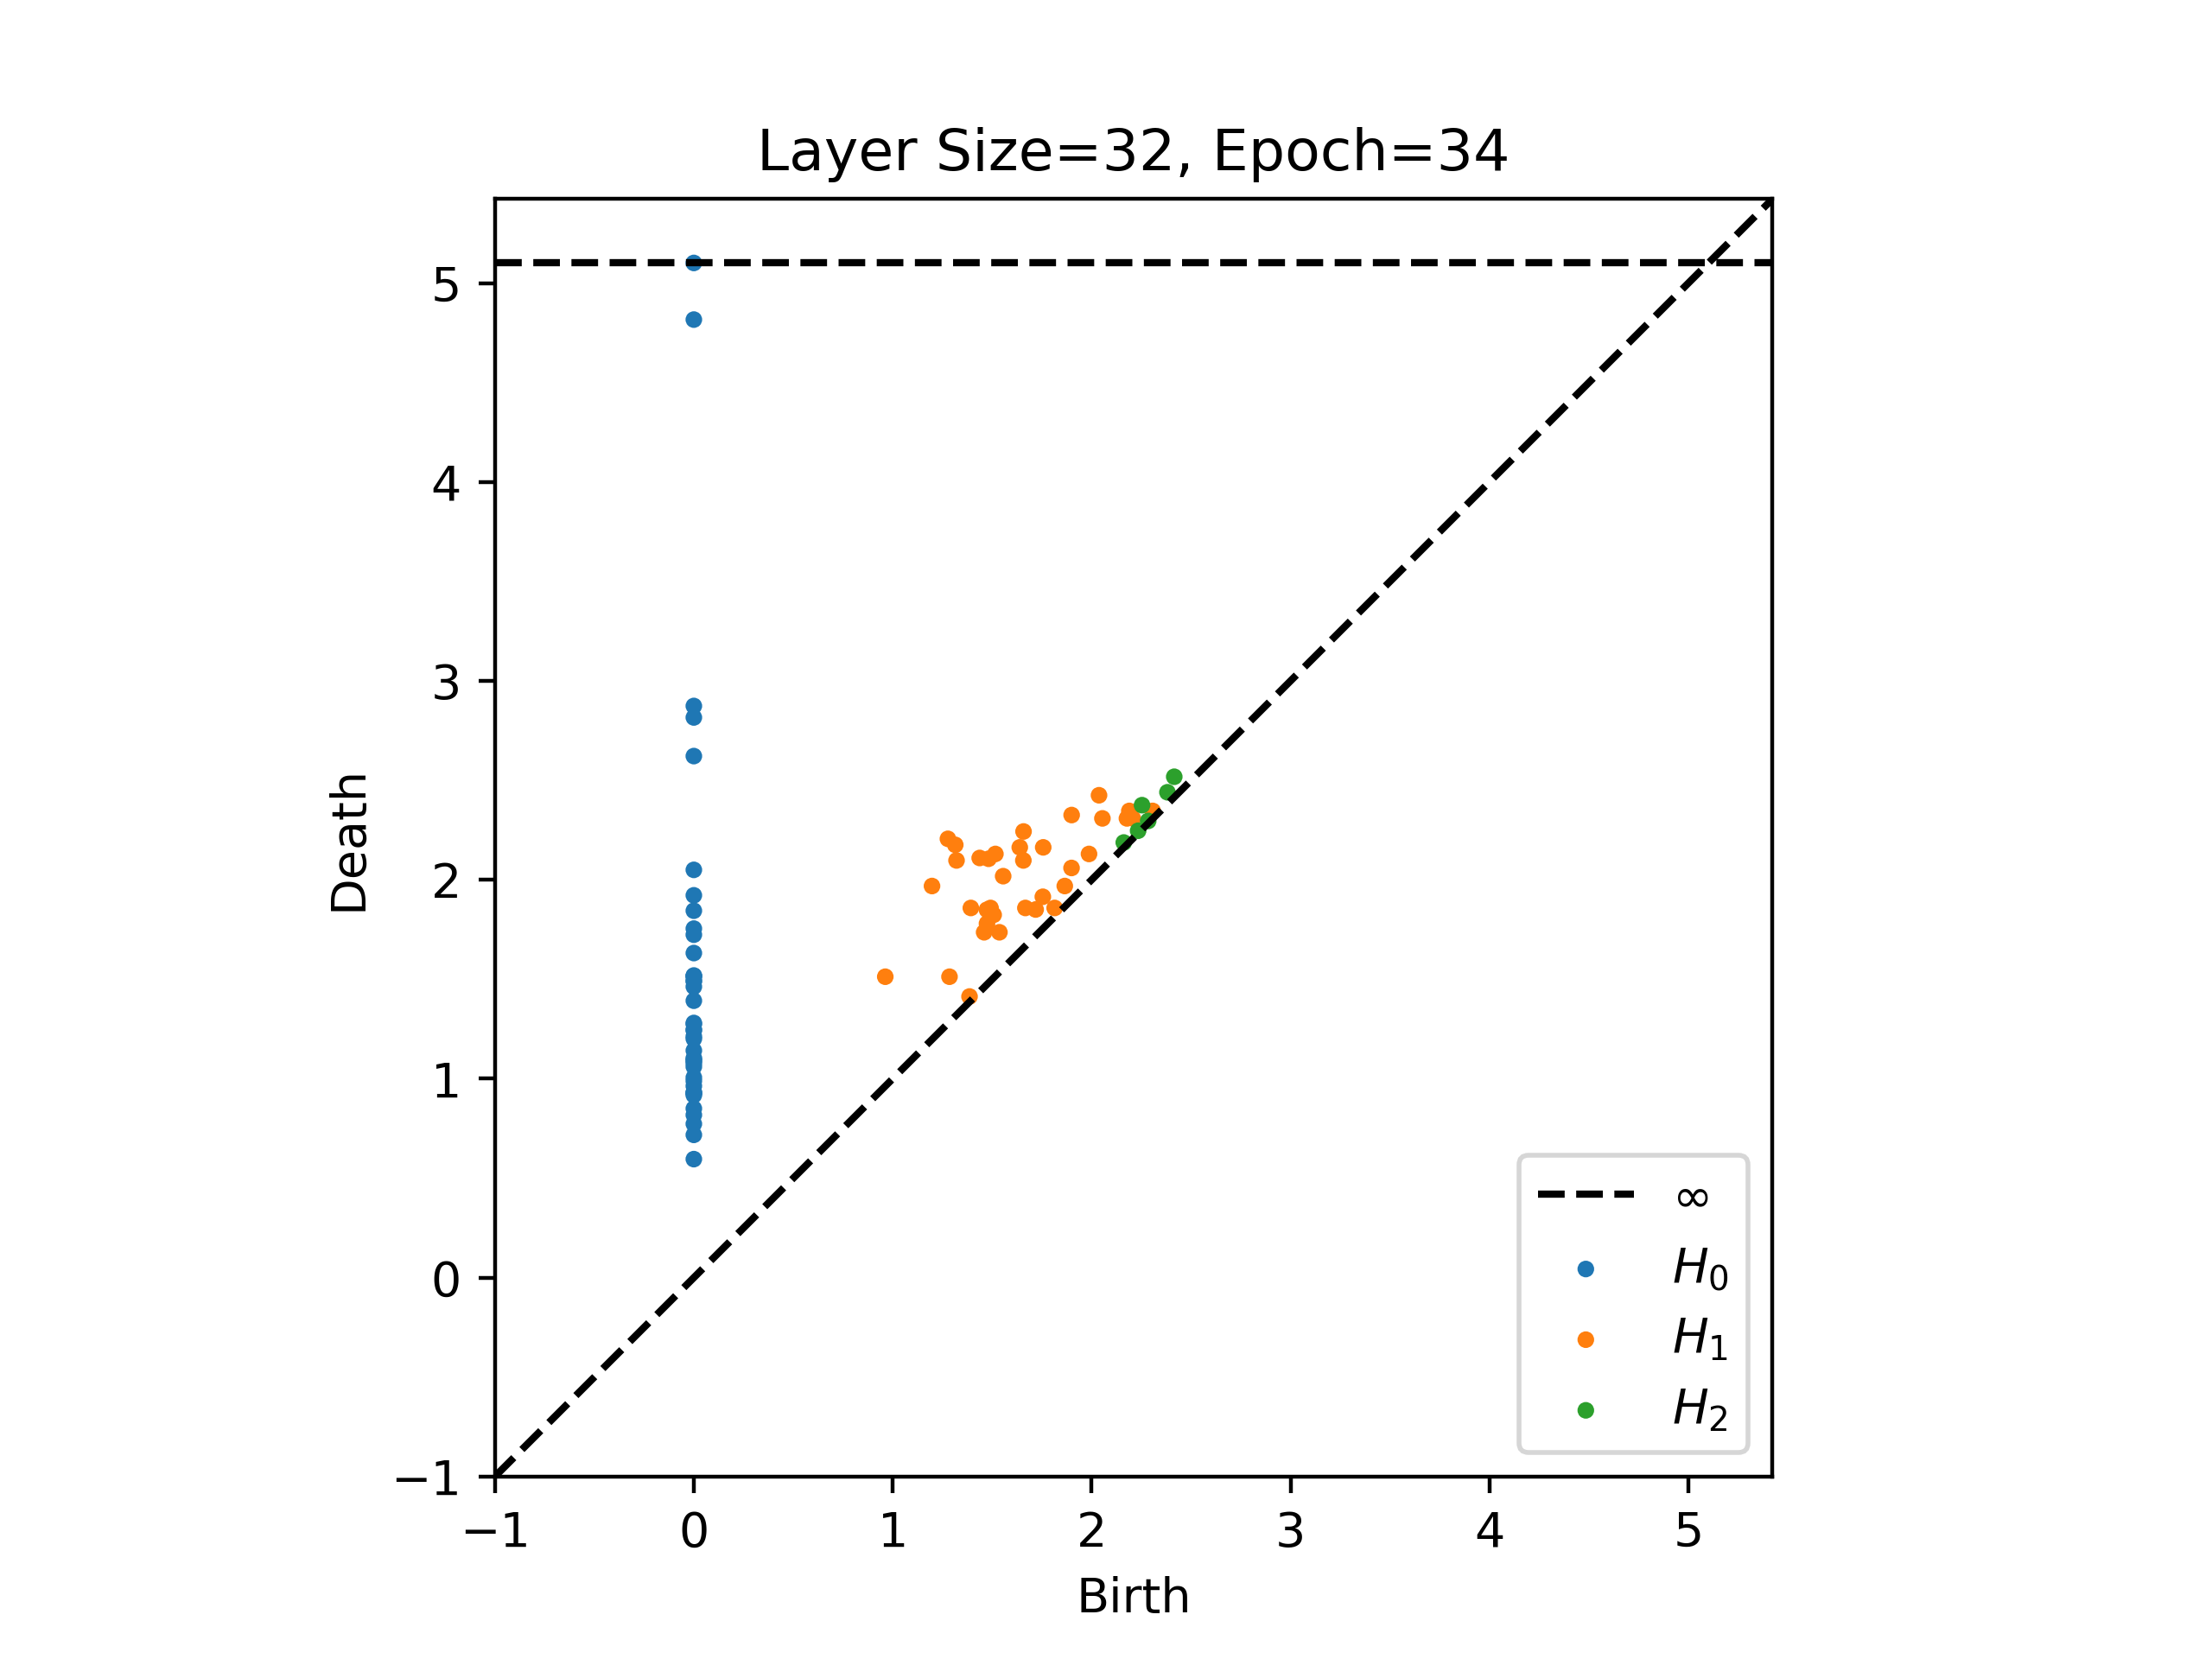 Layer Size=32, Epoch=34
5
4
3
2
1
0
−1
Death
−1 0 1 2 3 4 5
Birth
∞
H₀
H₁
H₂